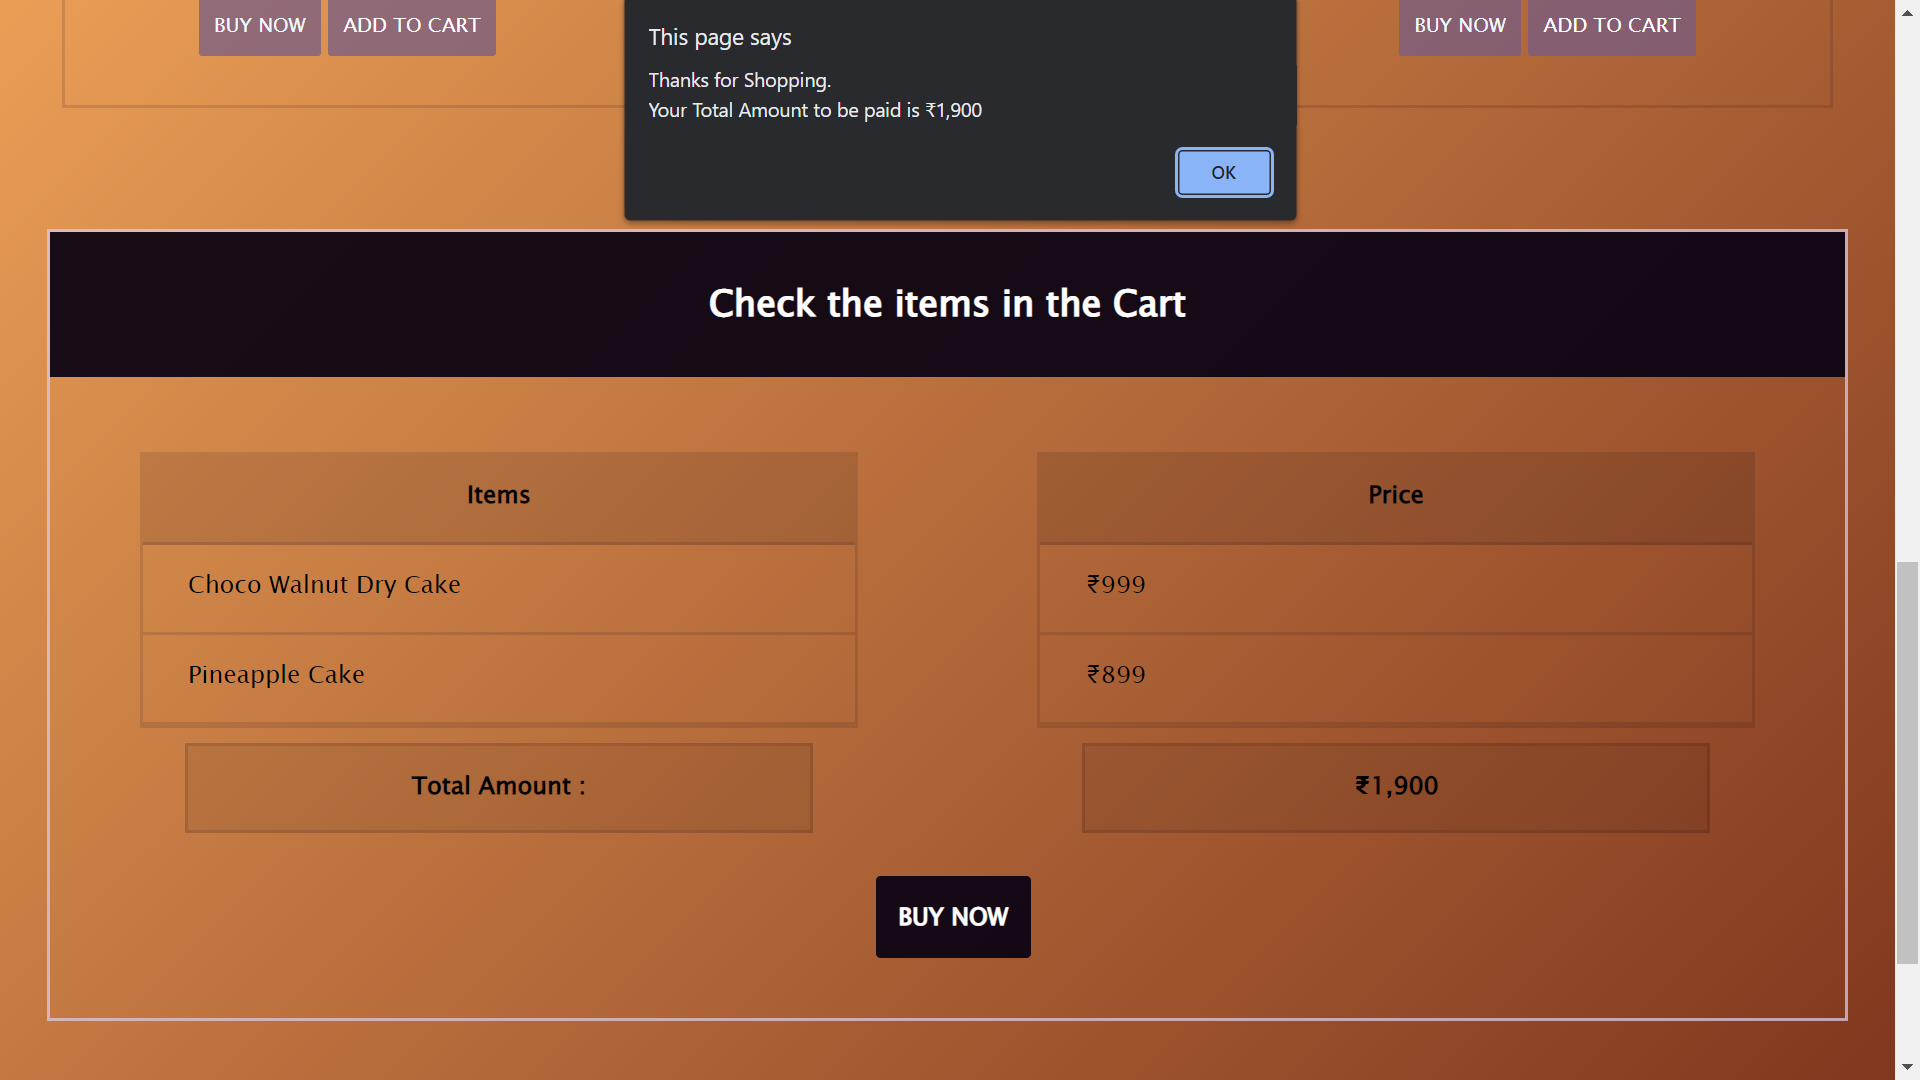 BUY NOW ADD TO CART
BUY NOW ADD TO CART
This page says
Thanks for Shopping.
Your Total Amount to be paid is ₹1,900
OK
Check the items in the Cart
Items Price
Choco Walnut Dry Cake ₹999
Pineapple Cake ₹899
Total Amount : ₹1,900
BUY NOW